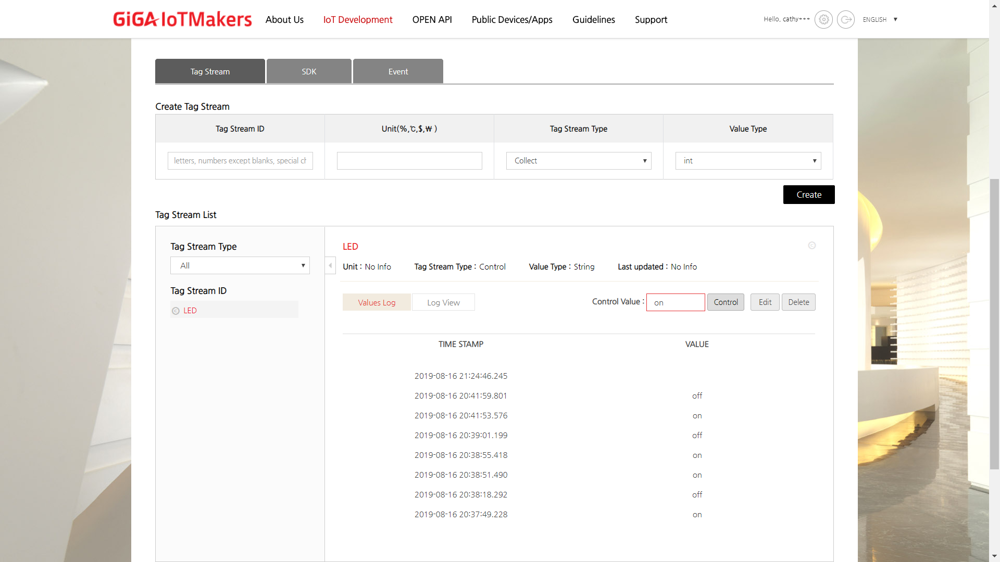 GiGA IoTMakers About Us IoT Development OPEN API Public Devices/Apps Guidelines Support Hello, cathy*** ENGLISH ▼
Tag Stream SDK Event
Create Tag Stream
Tag Stream ID Unit(%,℃,$,₩ ) Tag Stream Type Value Type
letters, numbers except blanks, special ch Collect int
Create
Tag Stream List
Tag Stream Type
All
Tag Stream ID
© LED
LED ©
Unit : No Info Tag Stream Type : Control Value Type : String Last updated : No Info
Values Log Log View Control Value : on Control Edit Delete
TIME STAMP VALUE
2019-08-16 21:24:46.245
2019-08-16 20:41:59.801 off
2019-08-16 20:41:53.576 on
2019-08-16 20:39:01.199 off
2019-08-16 20:38:55.418 on
2019-08-16 20:38:51.490 on
2019-08-16 20:38:18.292 off
2019-08-16 20:37:49.228 on